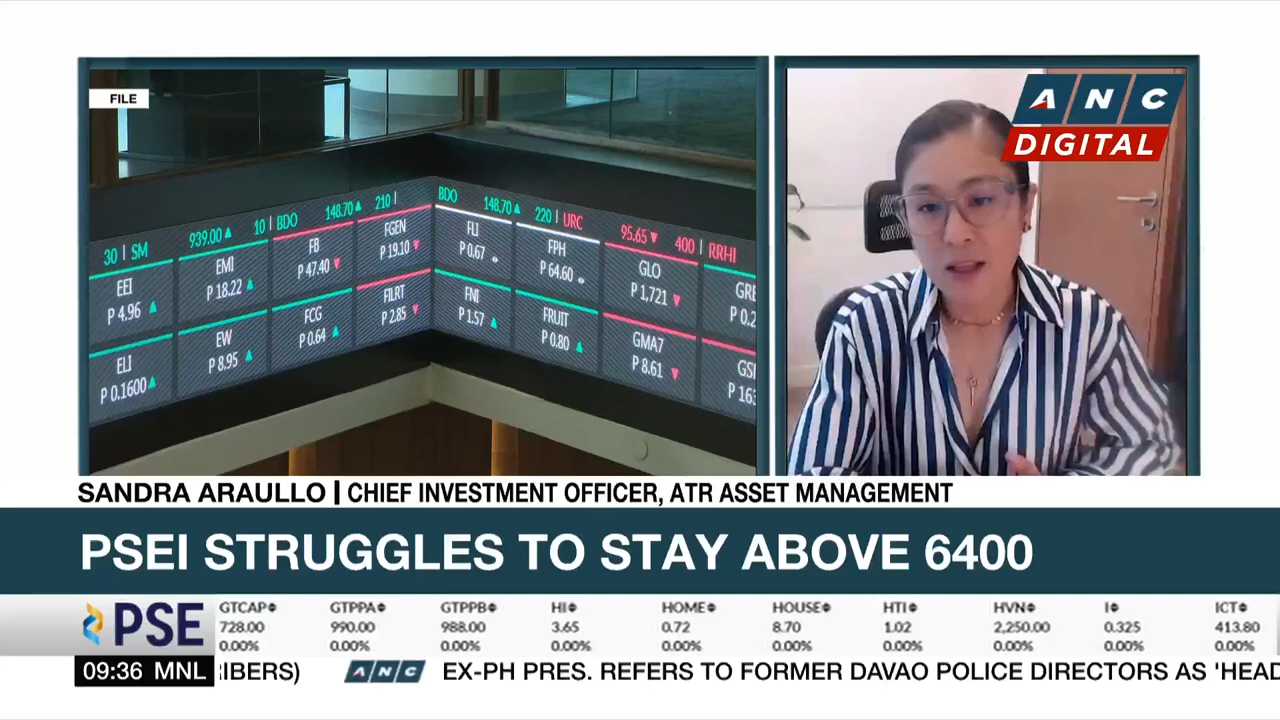 FILE
ANC
DIGITAL
30 | SM 939.00 ▲ 10 | BDO 148.70 ▲ 210 |
BDO 148.70 ▲ 220 | URC 95.65 ▼ 400 | RRHI
EEI
P 4.96 ▲
EMI
P 18.22 ▲
FB
P 47.40 ▼
FGEN
P 19.10 ▼
FLI
P 0.67
FPH
P 64.60
GLO
P 1,721 ▼
ELI
P 0.1600 ▲
EW
P 8.95 ▲
FCG
P 0.64 ▲
FILRT
P 2.85 ▼
FNI
P 1.57 ▲
FRUIT
P 0.80 ▲
GMA7
P 8.61 ▼
SANDRA ARAULLO | CHIEF INVESTMENT OFFICER, ATR ASSET MANAGEMENT
PSEI STRUGGLES TO STAY ABOVE 6400
PSE
GTCAP GTPPA GTPPB HI HOME HOUSE HTI HVN I ICT
728.00 990.00 988.00 3.65 0.72 8.70 1.02 2,250.00 0.325 413.80
0.00% 0.00% 0.00% 0.00% 0.00% 0.00% 0.00% 0.00% 0.00% 0.00%
09:36 MNL IBERS) ANC EX-PH PRES. REFERS TO FORMER DAVAO POLICE DIRECTORS AS 'HEAD